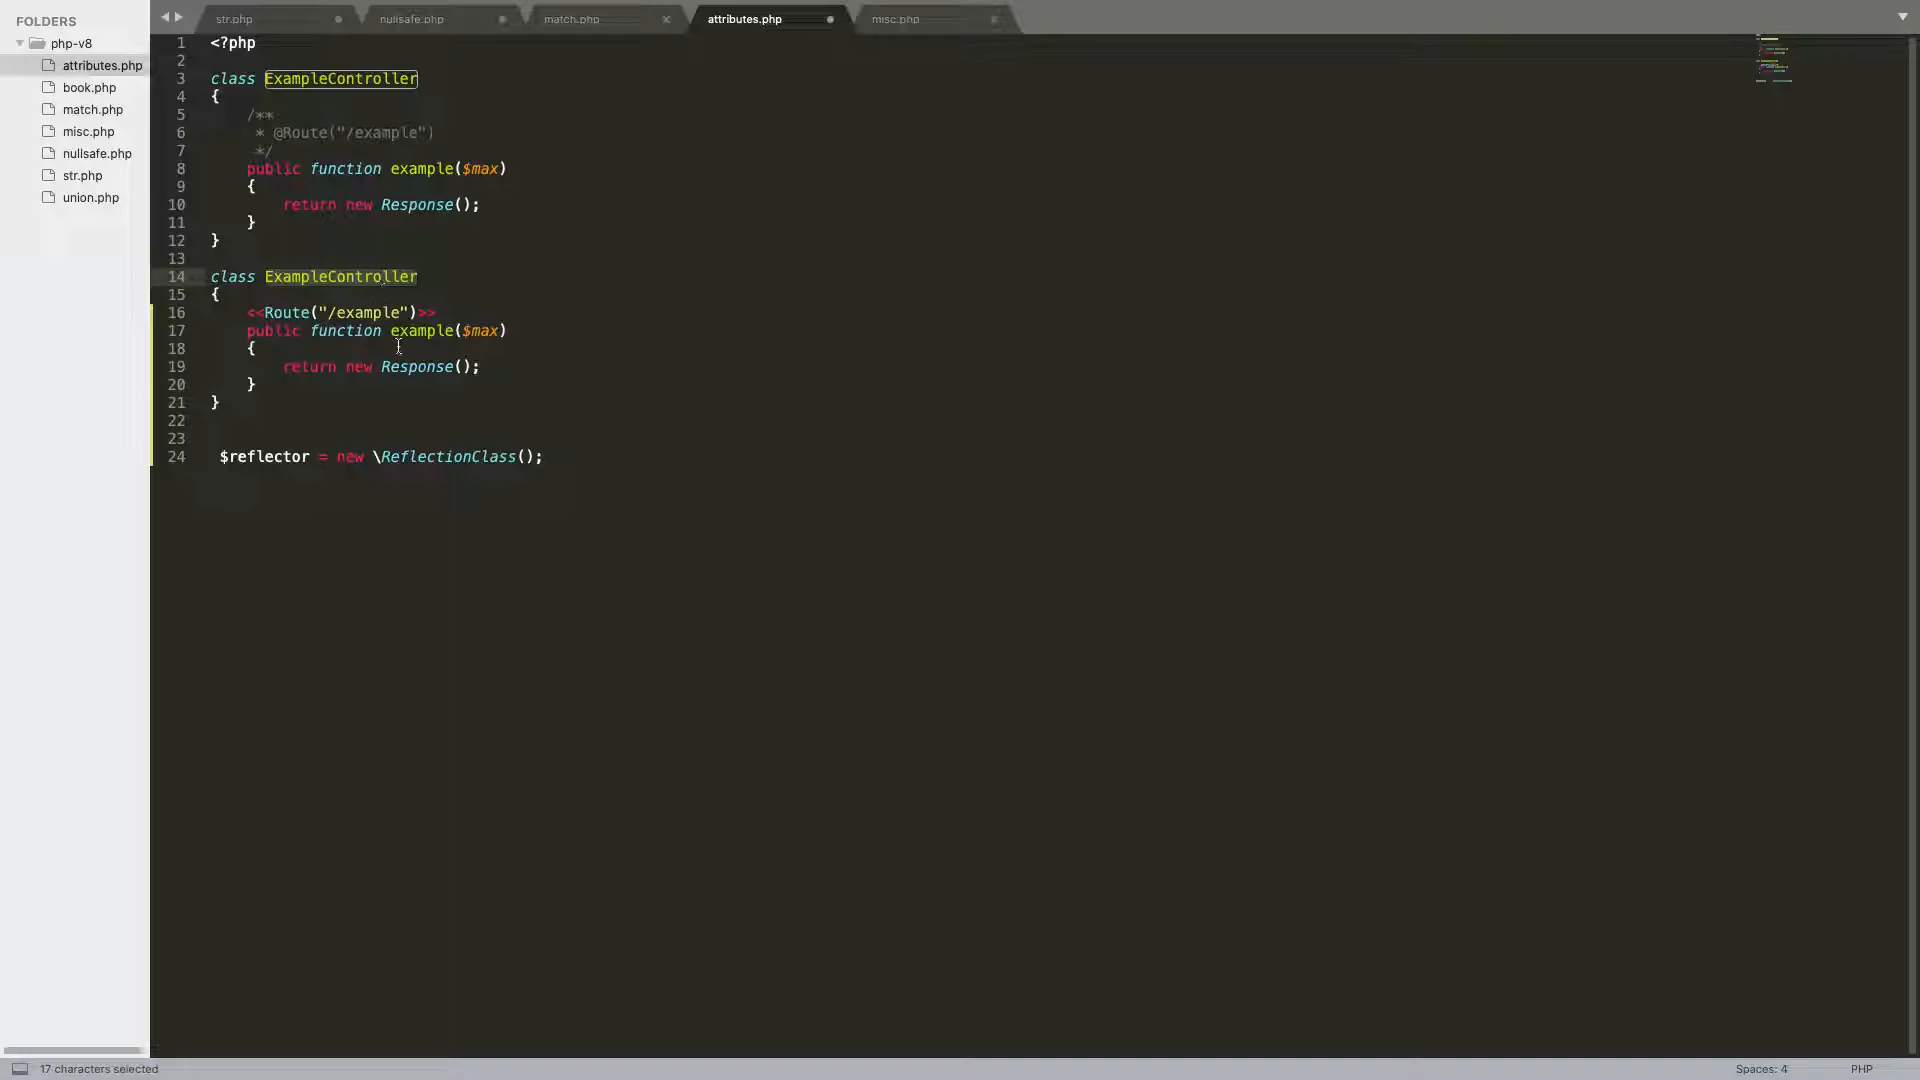 FOLDERS
php-v8
attributes.php
book.php
match.php
misc.php
nullsafe.php
str.php
union.php
str.php nullsafe.php match.php attributes.php misc.php
1 <?php
2
3 class ExampleController
4 {
5 /**
6 * @Route("/example")
7 */
8 public function example($max)
9 {
10 return new Response();
11 }
12 }
13
14 class ExampleController
15 {
16 <<Route("/example")>>
17 public function example($max)
18 {
19 return new Response();
20 }
21 }
22
23
24 $reflector = new \ReflectionClass();
17 characters selected
Spaces: 4 PHP